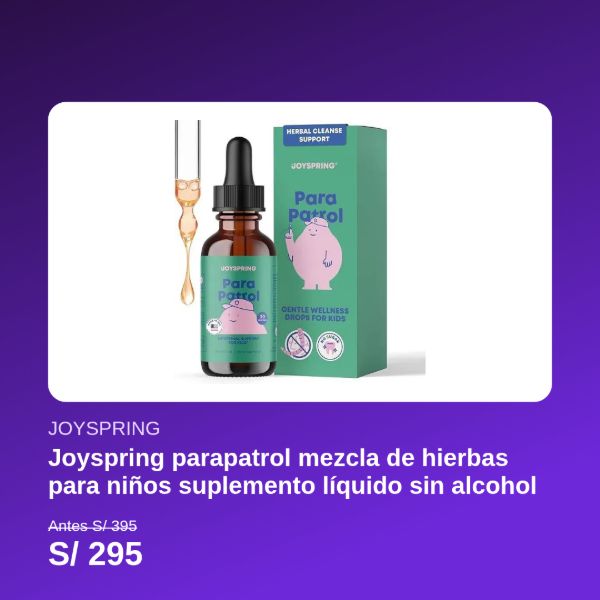 HERBAL CLEANSE
SUPPORT
JOYSPRING
Para
Patrol
GENTLE WELLNESS
DROPS FOR KIDS
JOYSPRING
Para
Patrol
JOYSPRING
Joyspring parapatrol mezcla de hierbas
para niños suplemento líquido sin alcohol
Antes S/ 395
S/ 295